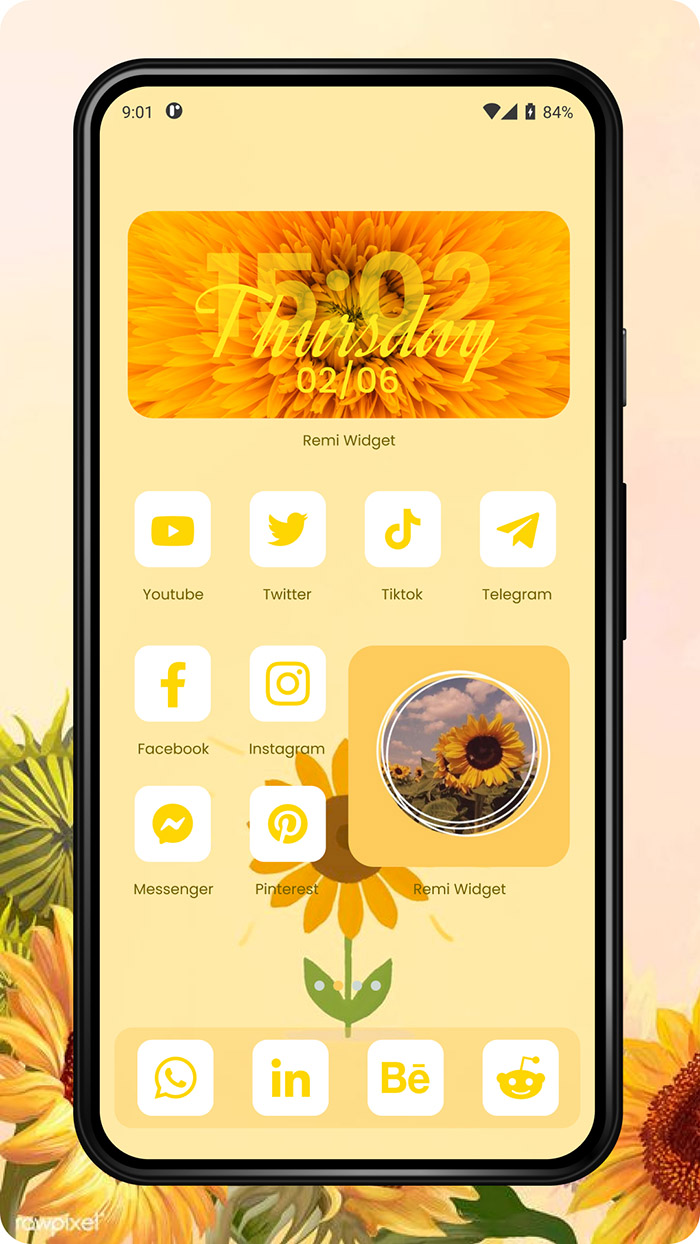 9:01 84%
15:02
Thursday
02/06
Remi Widget
Youtube Twitter Tiktok Telegram
Facebook Instagram
Messenger Pinterest Remi Widget
in Bē
rawpixel